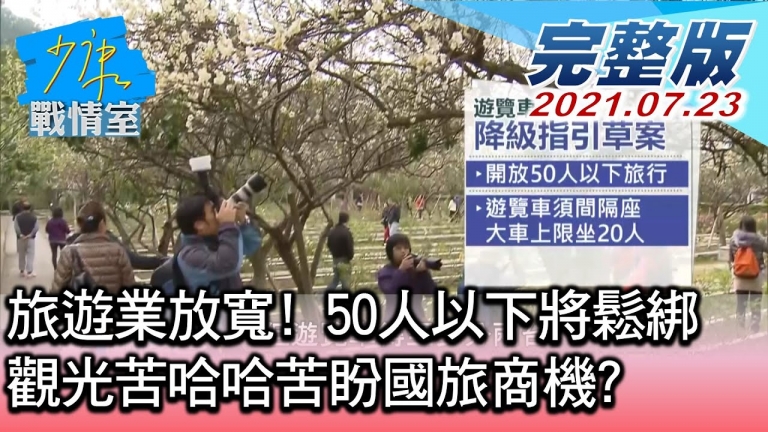 少康
戰情室
完整版
2021.07.23
遊覽車
降級指引草案
開放50人以下旅行
遊覽車須間隔座
大車上限坐20人
旅遊業放寬! 50人以下將鬆綁
觀光苦哈哈苦盼國旅商機?